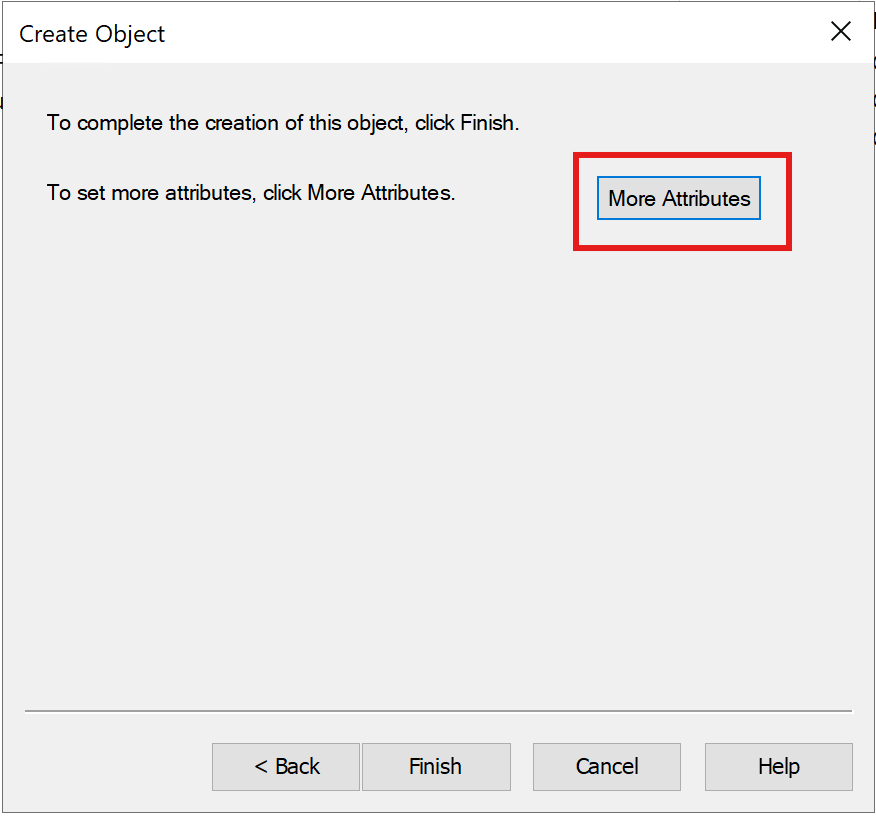 Create Object
To complete the creation of this object, click Finish.
To set more attributes, click More Attributes.
More Attributes
< Back
Finish
Cancel
Help